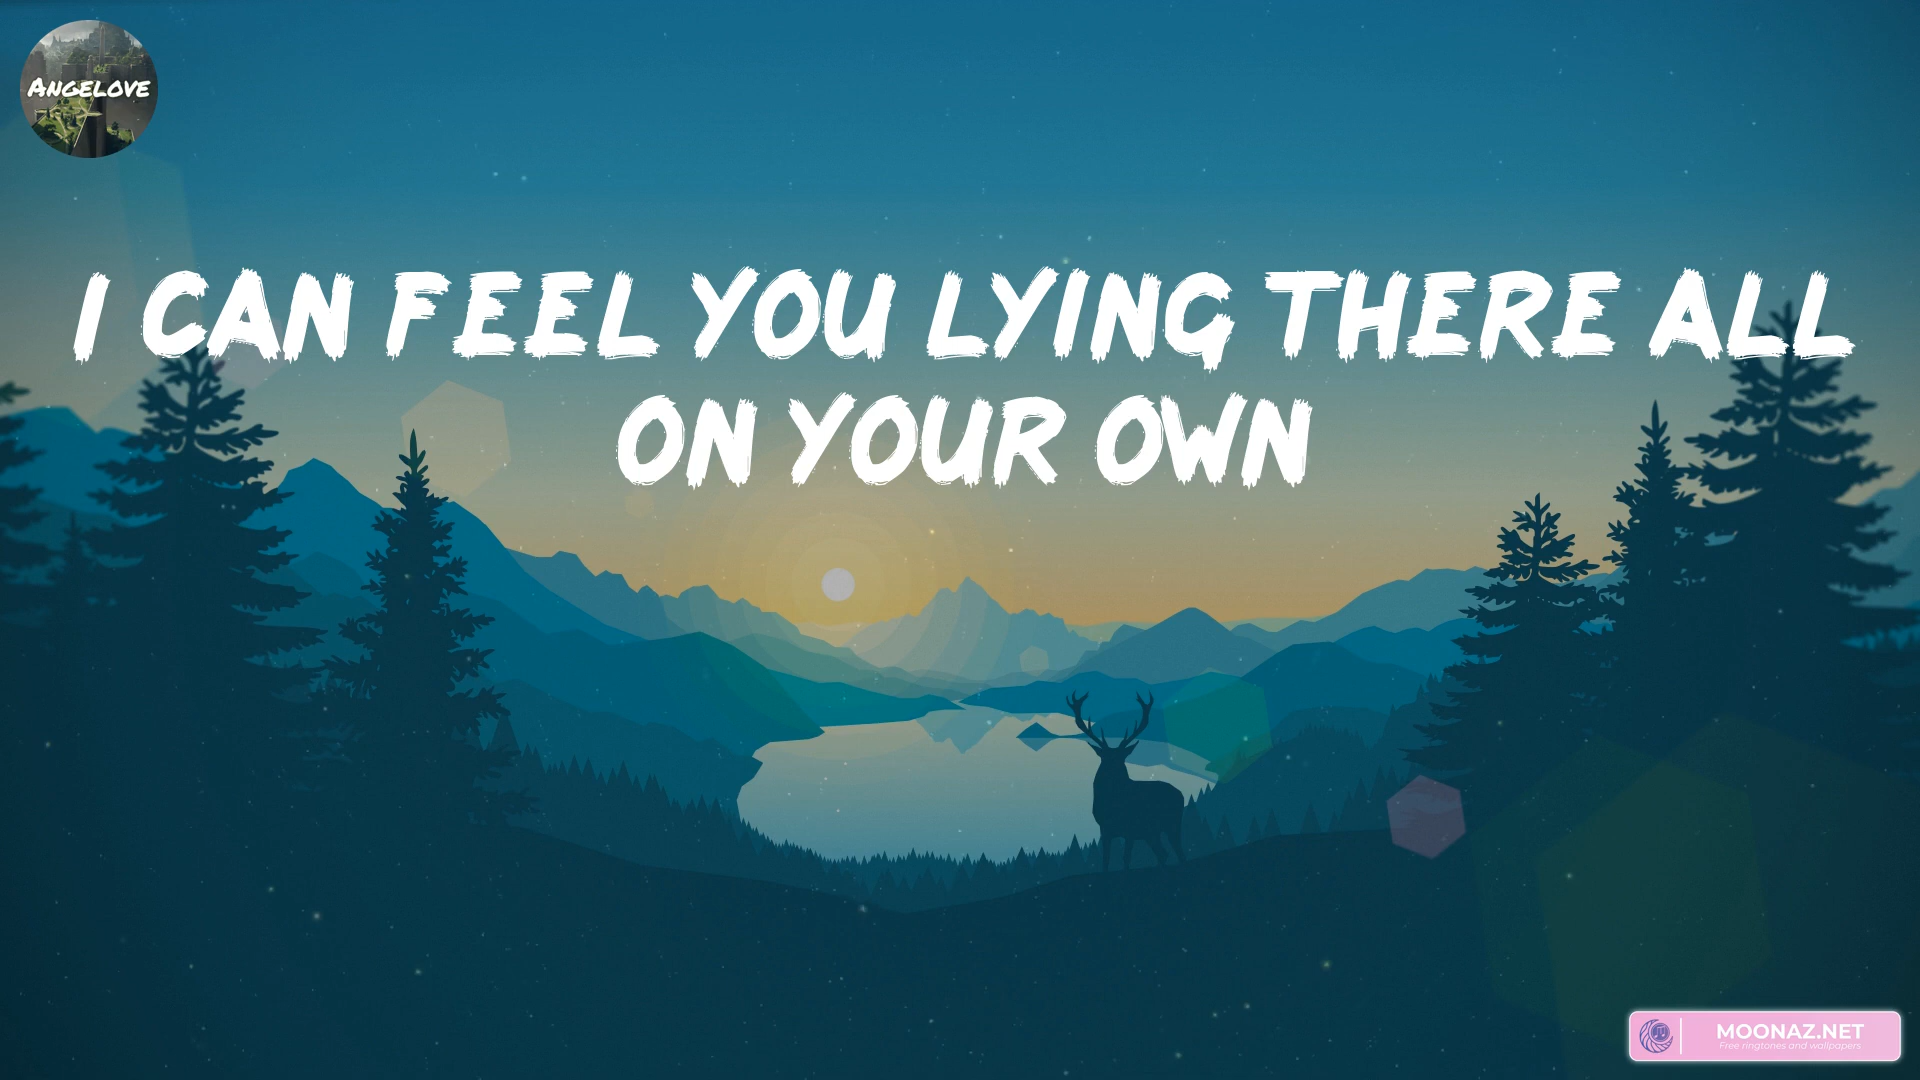 ANGELOVE
I CAN FEEL YOU LYING THERE ALL
ON YOUR OWN
MOONAZ.NET
Free ringtones and wallpapers